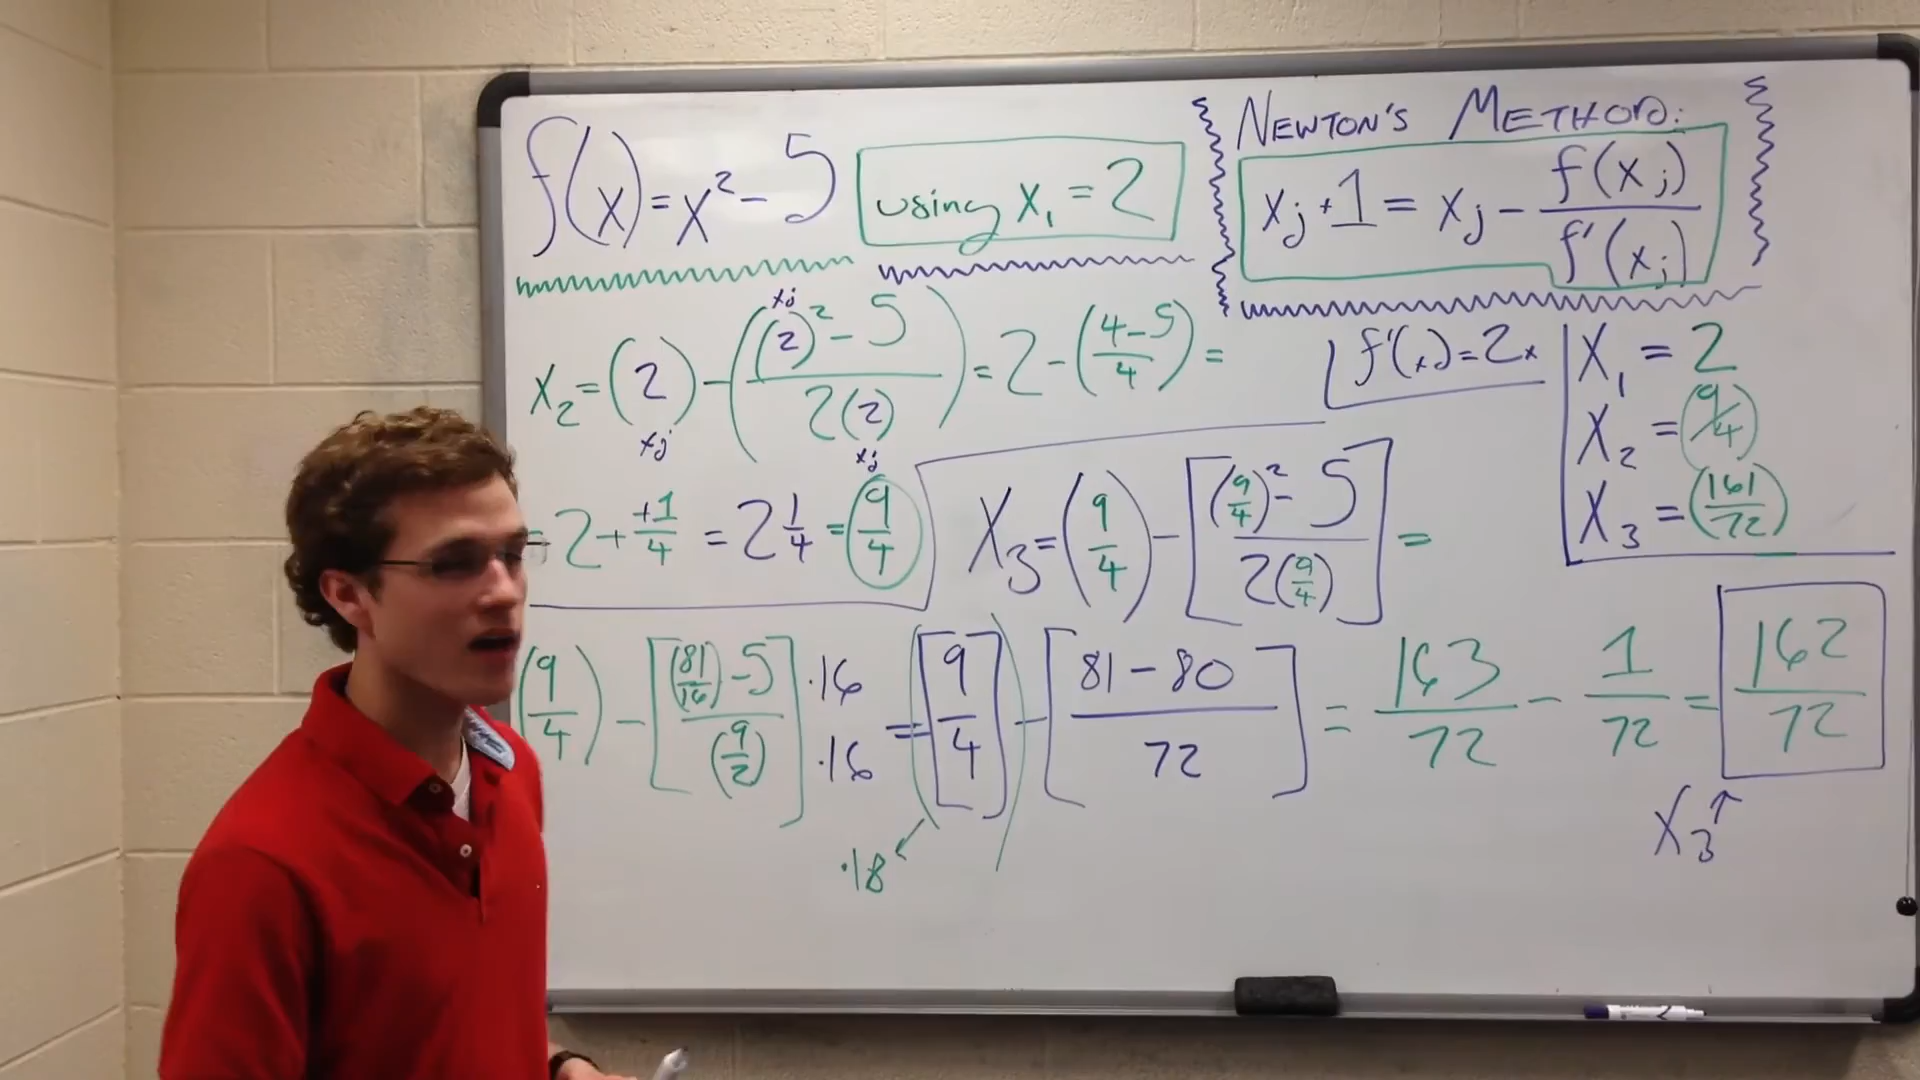 f(x) = x² - 5
using x₁ = 2
NEWTON'S METHOD:
xj + 1 = xj - f(xj) / f'(xj)
x₂ = (2) - ((2)² - 5 / 2(2)) = 2 - (4 - 5 / 4) =
xj
xj
xj
f'(x) = 2x
X₁ = 2
X₂ = (9/4)
X₃ = (161/72)
= 2 + +1/4 = 2 1/4 = 9/4
X₃ = (9/4) - [(9/4)² - 5 / 2(9/4)] =
(9/4) - [(81/16) - 5 / (9/2)] ·16 / ·16 = [9/4] - [81 - 80 / 72] = 163/72 - 1/72 = 162/72
·18
X₃ ↑